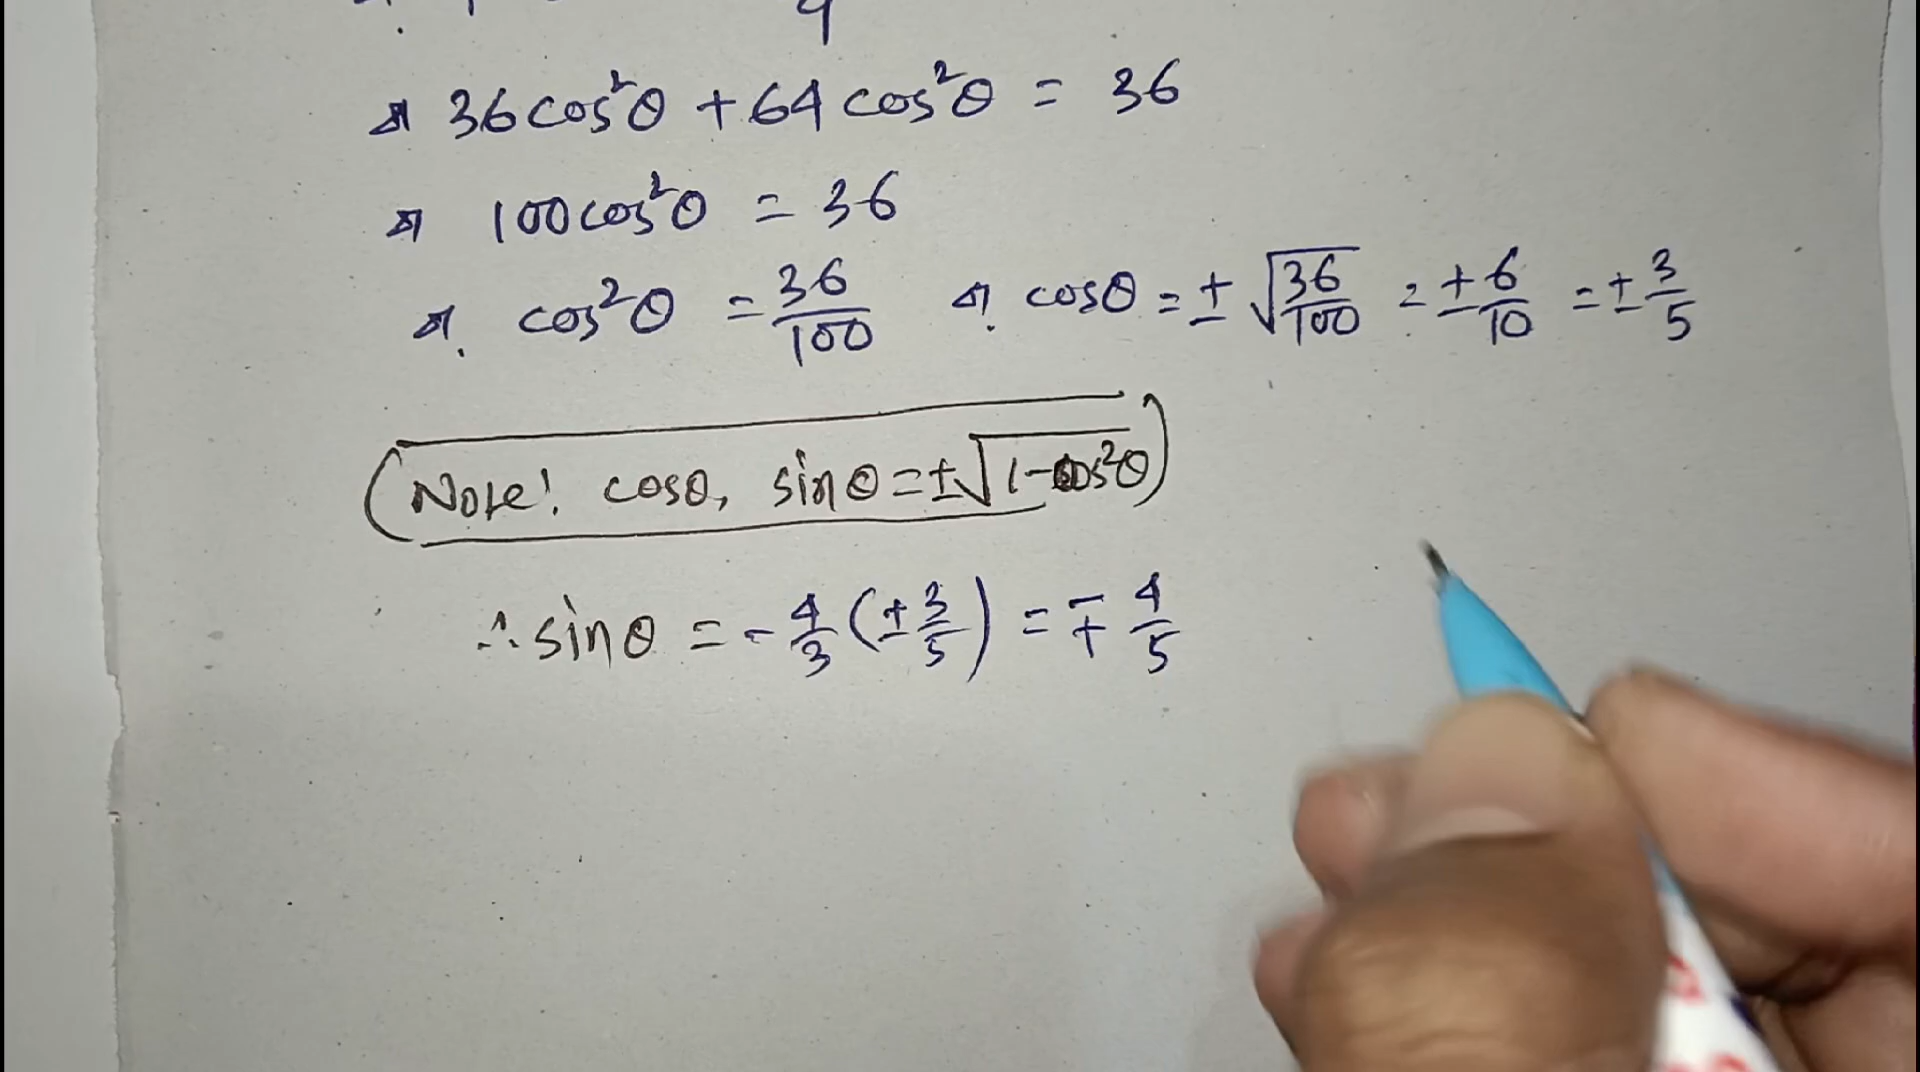 36cos²θ + 64cos²θ = 36
100cos²θ = 36
cos²θ = 36/100 cosθ = ± √36/100 = ± 6/10 = ± 3/5
(Note! cosθ, sinθ = ±√1-cos²θ)
∴ sinθ = - 4/3 (± 3/5) = ∓ 4/5